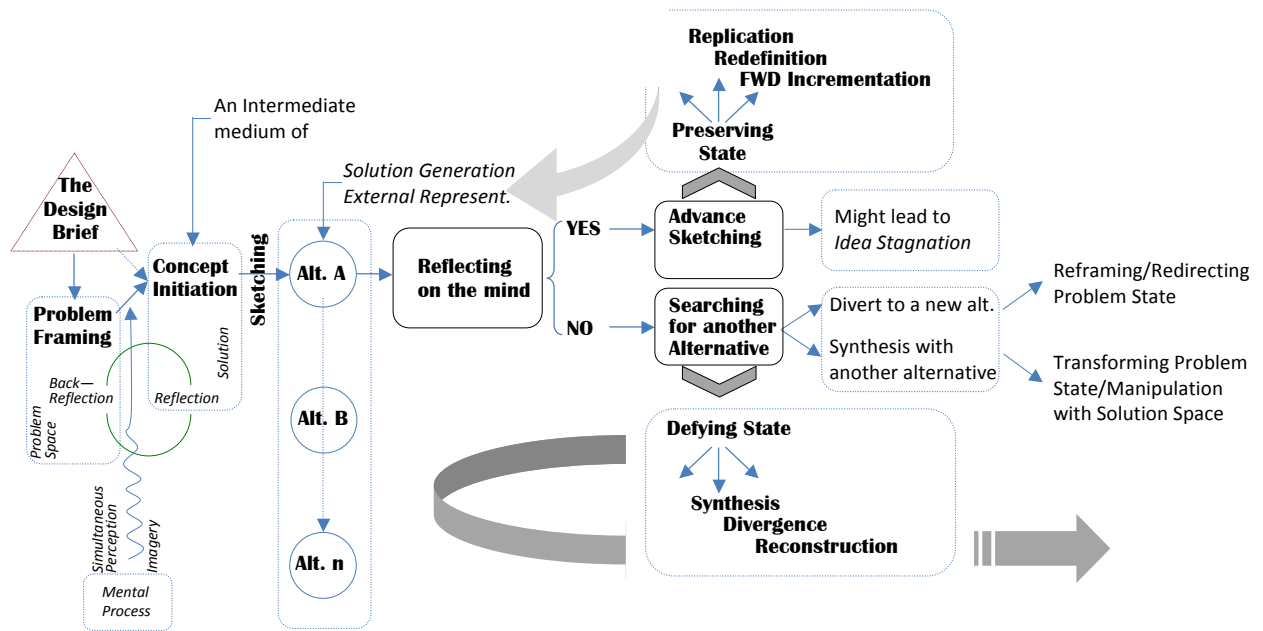 The
Design
Brief
Problem
Framing
Back—
Reflection
Problem
Space
Simultaneous
Perception
Imagery
Mental
Process
An Intermediate
medium of
Concept
Initiation
Solution
Reflection
Sketching
Solution Generation
External Represent.
Alt. A
Alt. B
Alt. n
Reflecting
on the mind
YES
NO
Replication
Redefinition
FWD Incrementation
Preserving
State
Advance
Sketching
Might lead to
Idea Stagnation
Searching
for another
Alternative
Divert to a new alt.
Synthesis with
another alternative
Reframing/Redirecting
Problem State
Transforming Problem
State/Manipulation
with Solution Space
Defying State
Synthesis
Divergence
Reconstruction